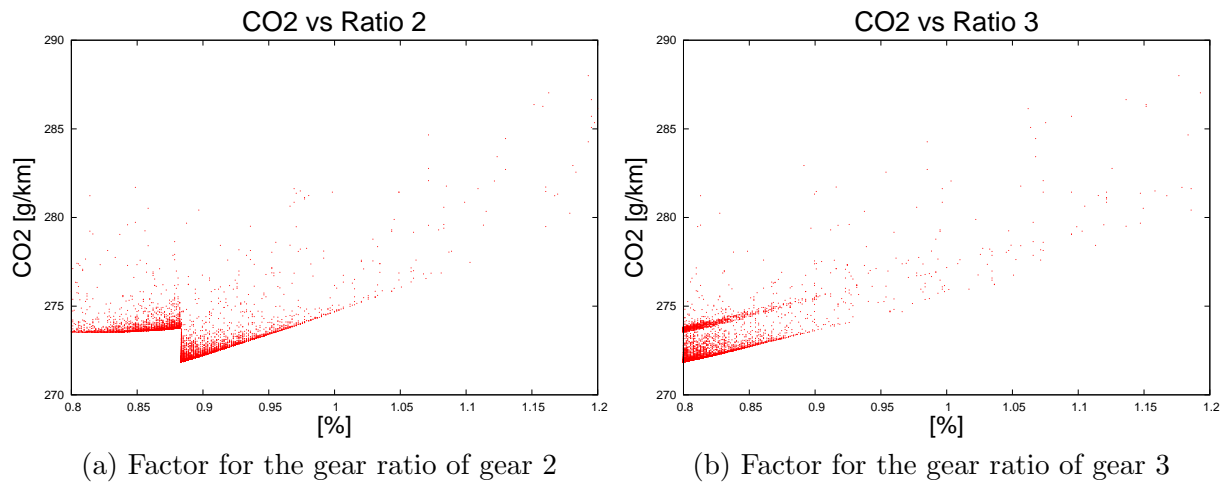 CO2 vs Ratio 2
290
285
280
275
270
CO2 [g/km]
0.8 0.85 0.9 0.95 1 1.05 1.1 1.15 1.2
[%]
(a) Factor for the gear ratio of gear 2
CO2 vs Ratio 3
290
285
280
275
270
CO2 [g/km]
0.8 0.85 0.9 0.95 1 1.05 1.1 1.15 1.2
[%]
(b) Factor for the gear ratio of gear 3